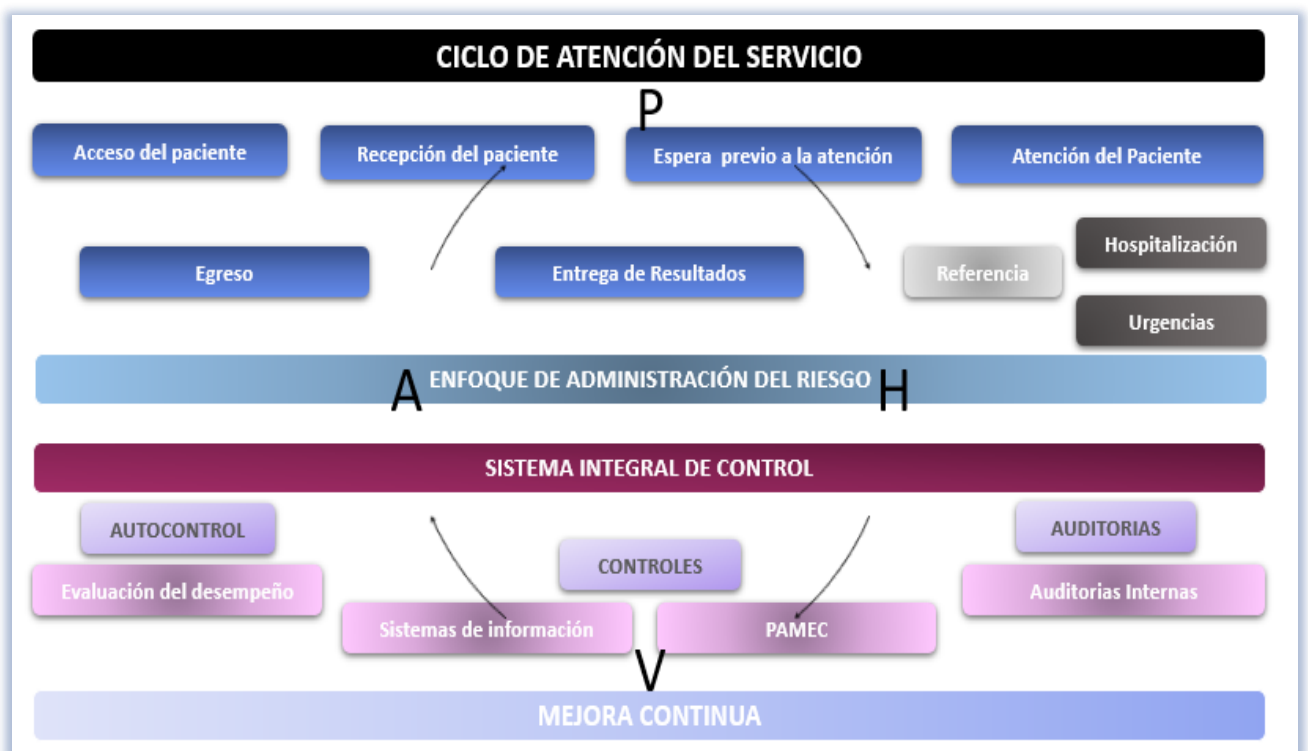 CICLO DE ATENCIÓN DEL SERVICIO
P
Acceso del paciente
Recepción del paciente
Espera previo a la atención
Atención del Paciente
Egreso
Entrega de Resultados
Referencia
Hospitalización
Urgencias
A
ENFOQUE DE ADMINISTRACIÓN DEL RIESGO
H
SISTEMA INTEGRAL DE CONTROL
AUTOCONTROL
Evaluación del desempeño
CONTROLES
Sistemas de información
PAMEC
AUDITORIAS
Auditorias Internas
V
MEJORA CONTINUA